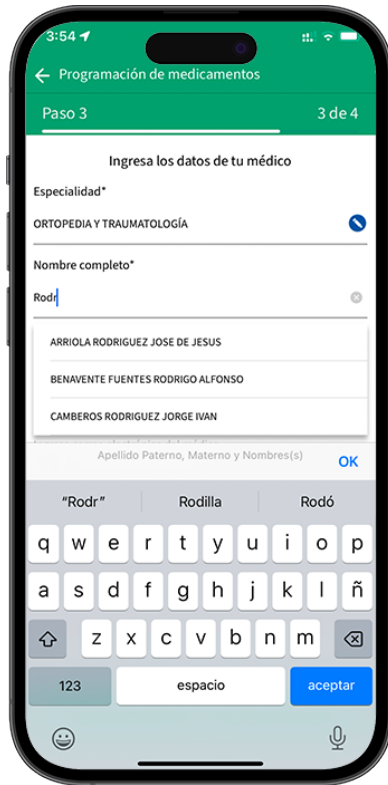 3:54
Programación de medicamentos
Paso 3 3 de 4
Ingresa los datos de tu médico
Especialidad*
ORTOPEDIA Y TRAUMATOLOGÍA
Nombre completo*
Rodr
ARRIOLA RODRIGUEZ JOSE DE JESUS
BENAVENTE FUENTES RODRIGO ALFONSO
CAMBEROS RODRIGUEZ JORGE IVAN
Apellido Paterno, Materno y Nombres(s) OK
“Rodr” Rodilla Rodó
q w e r t y u i o p
a s d f g h j k l ñ
z x c v b n m
123 espacio aceptar